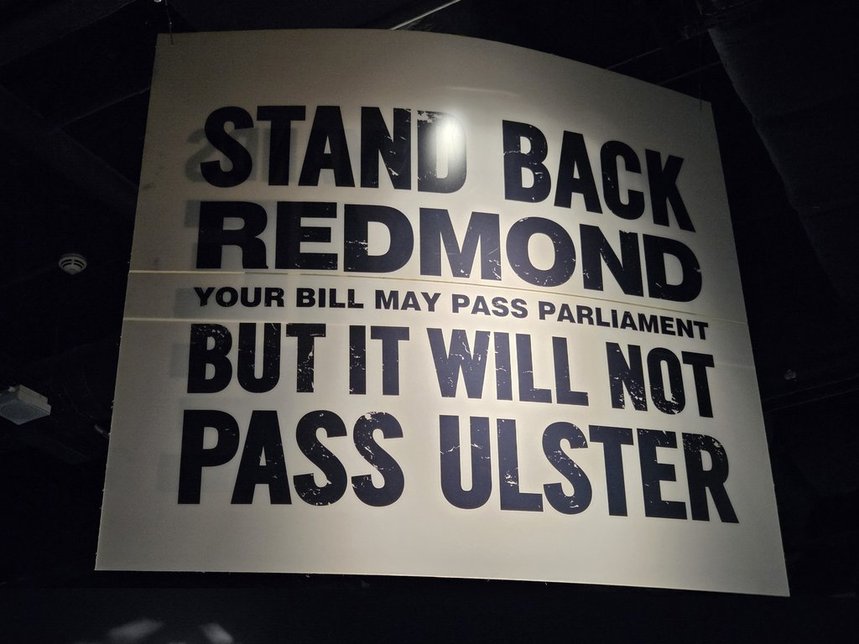 STAND BACK
REDMOND
YOUR BILL MAY PASS PARLIAMENT
BUT IT WILL NOT
PASS ULSTER